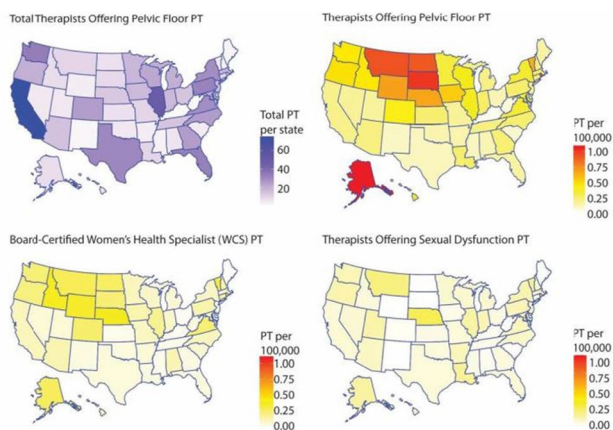 Total Therapists Offering Pelvic Floor PT
Total PT
per state
60
40
20
Therapists Offering Pelvic Floor PT
PT per
100,000
1.00
0.75
0.50
0.25
0.00
Board-Certified Women's Health Specialist (WCS) PT
PT per
100,000
1.00
0.75
0.50
0.25
0.00
Therapists Offering Sexual Dysfunction PT
PT per
100,000
1.00
0.75
0.50
0.25
0.00